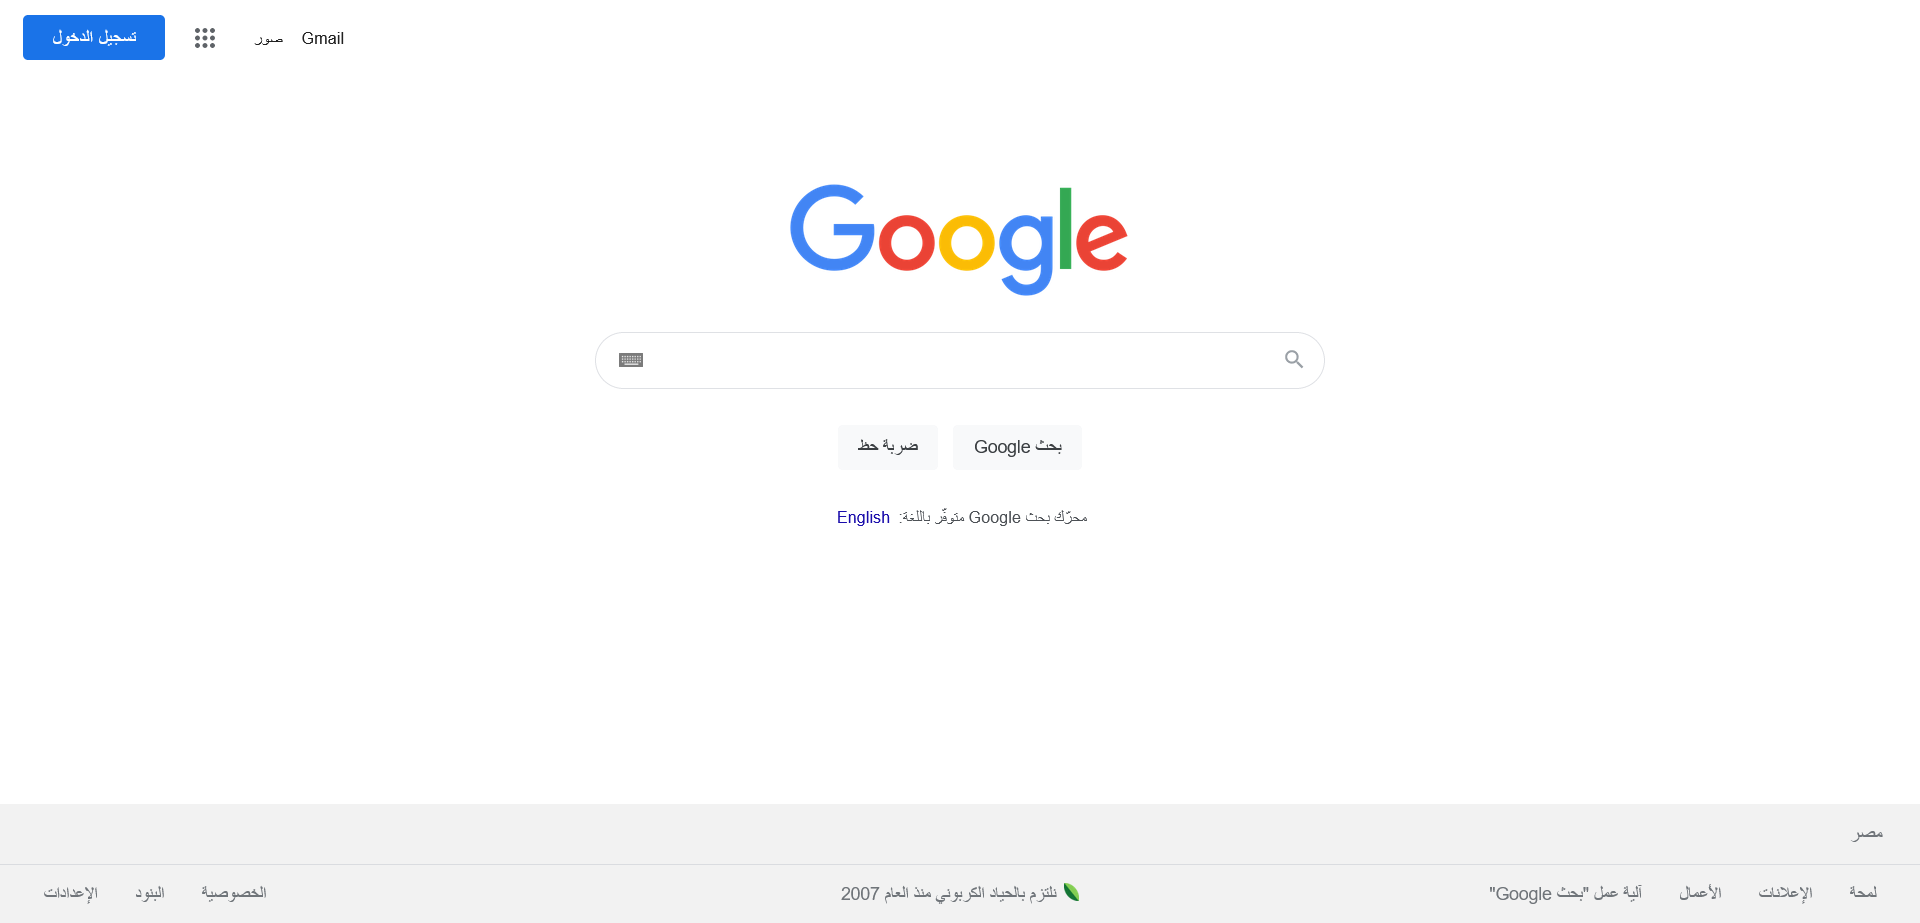 Gmail صور تسجيل الدخول
Google
بحث Google ضربة حظ
محرّك بحث Google متوفّر باللغة: English
مصر
لمحة الإعلانات الأعمال آلية عمل "بحث Google" نلتزم بالحياد الكربوني منذ العام 2007 الخصوصية البنود الإعدادات